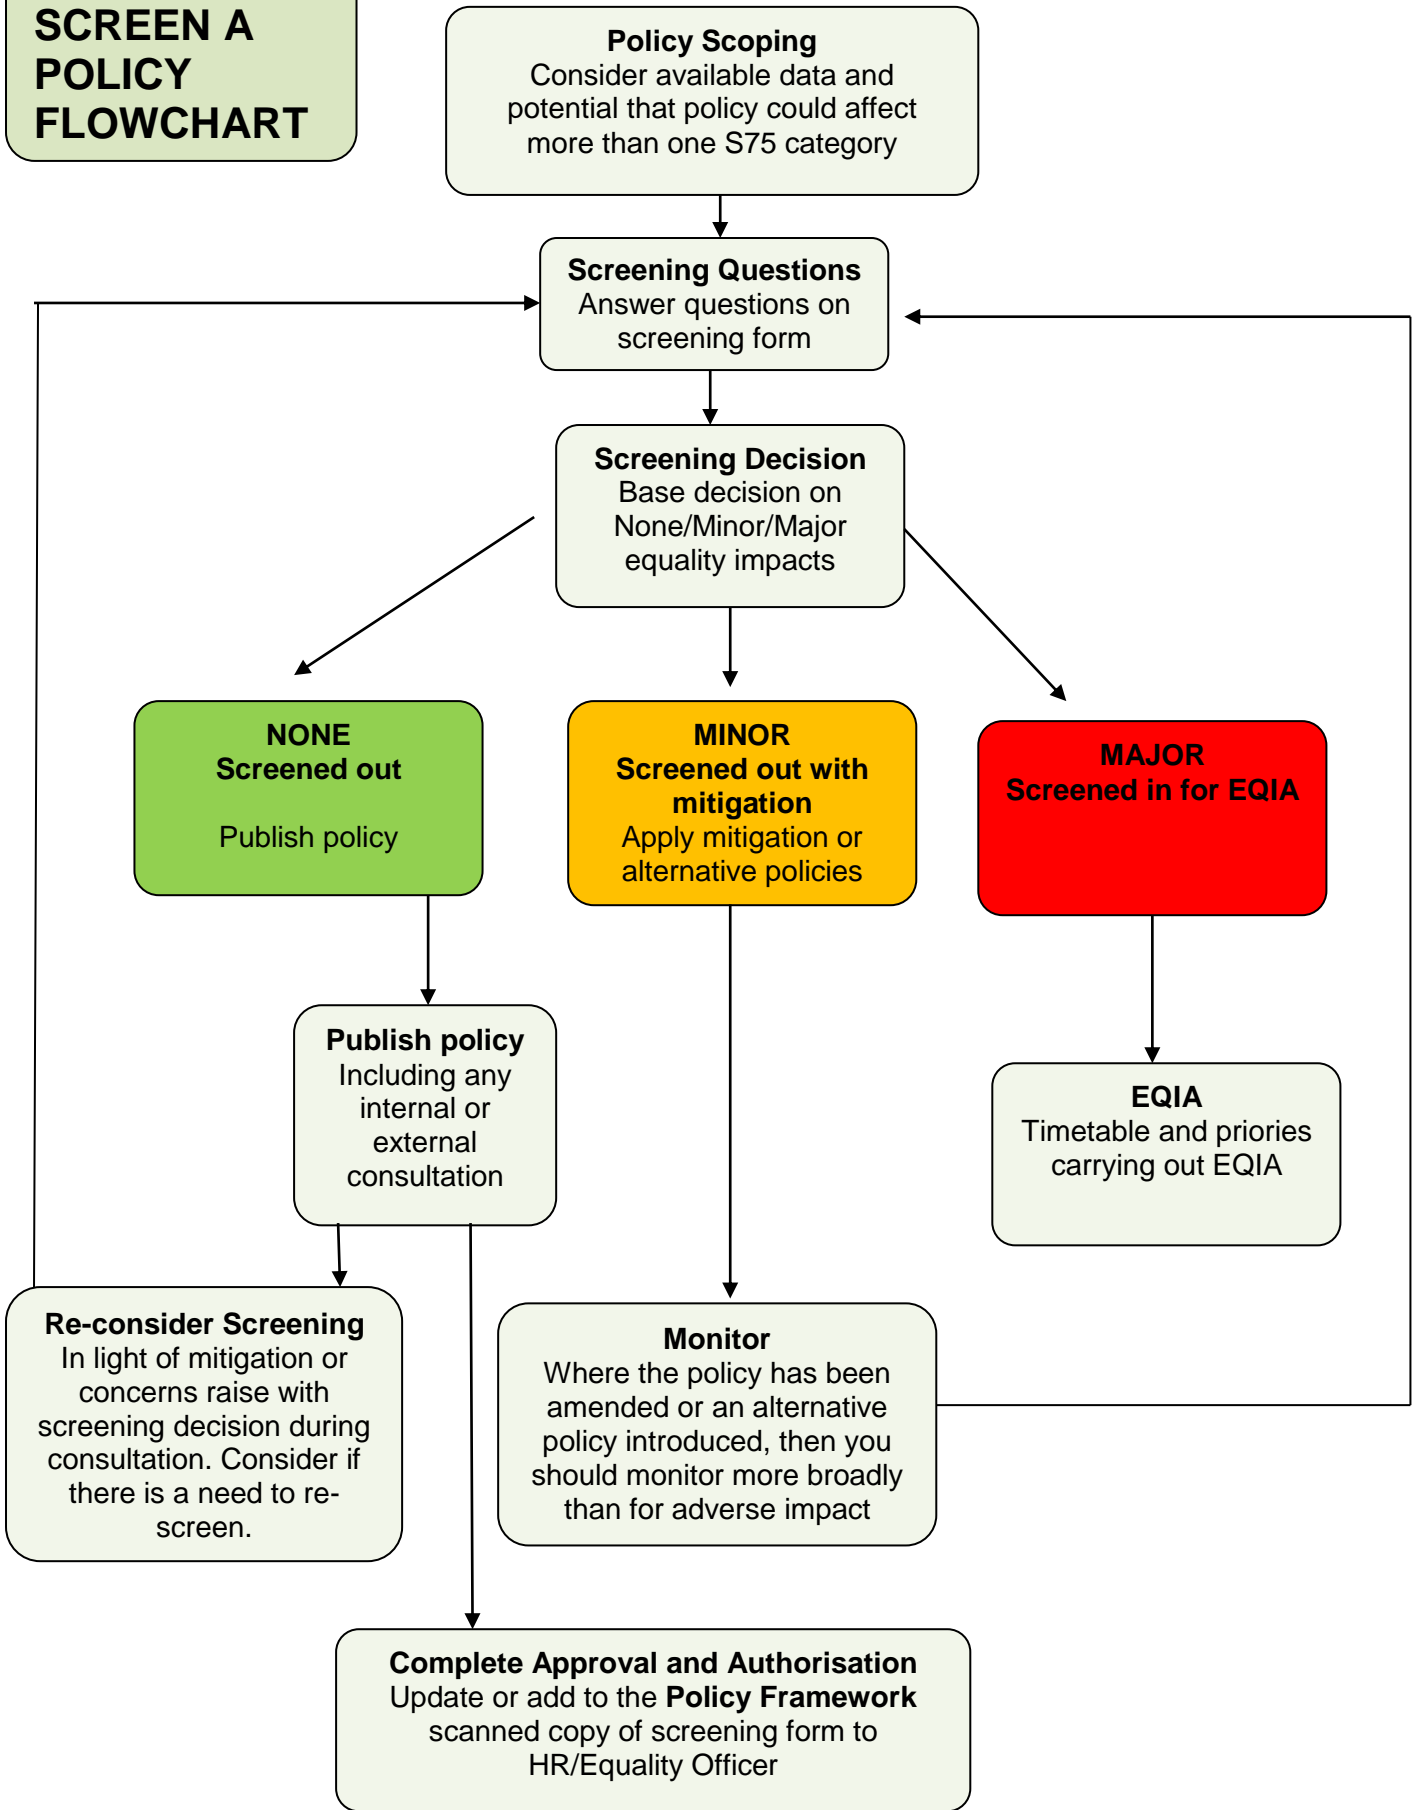 SCREEN A
POLICY
FLOWCHART
Policy Scoping
Consider available data and
potential that policy could affect
more than one S75 category
Screening Questions
Answer questions on
screening form
Screening Decision
Base decision on
None/Minor/Major
equality impacts
NONE
Screened out
Publish policy
MINOR
Screened out with
mitigation
Apply mitigation or
alternative policies
MAJOR
Screened in for EQIA
Publish policy
Including any
internal or
external
consultation
EQIA
Timetable and priories
carrying out EQIA
Re-consider Screening
In light of mitigation or
concerns raise with
screening decision during
consultation. Consider if
there is a need to re-
screen.
Monitor
Where the policy has been
amended or an alternative
policy introduced, then you
should monitor more broadly
than for adverse impact
Complete Approval and Authorisation
Update or add to the Policy Framework
scanned copy of screening form to
HR/Equality Officer